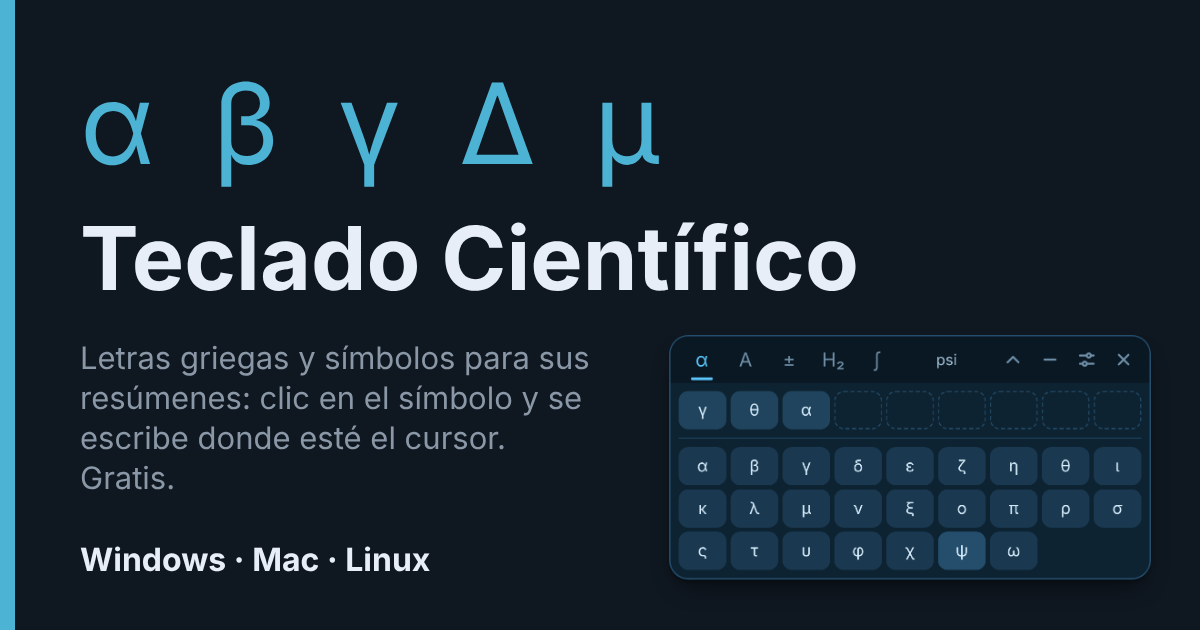 α β γ Δ μ
Teclado Científico
Letras griegas y símbolos para sus
resúmenes: clic en el símbolo y se
escribe donde esté el cursor.
Gratis.
Windows · Mac · Linux
α A ± H₂ ∫ psi
γ θ α
α β γ δ ε ζ η θ ι
κ λ μ ν ξ ο π ρ σ
ς τ υ φ χ ψ ω